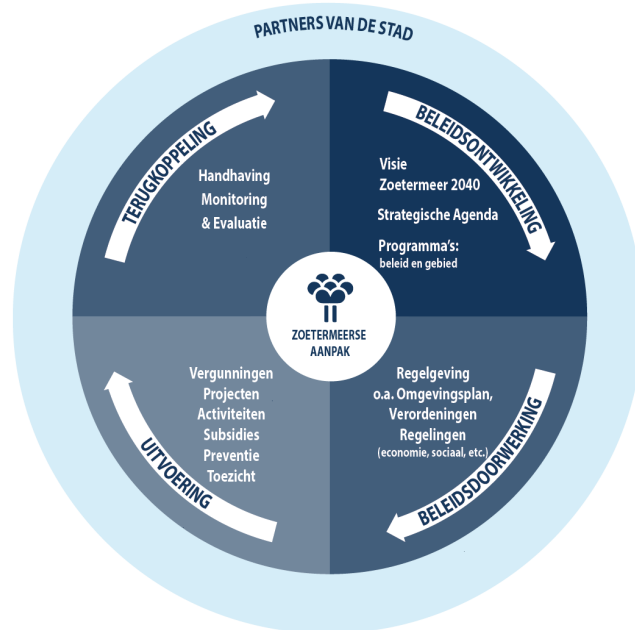 PARTNERS VAN DE STAD
TERUGKOPPELING
Handhaving
Monitoring
& Evaluatie
BELEIDSONTWIKKELING
Visie
Zoetermeer 2040
Strategische Agenda
Programma's:
beleid en gebied
ZOETERMEERSE
AANPAK
Vergunningen
Projecten
Activiteiten
Subsidies
Preventie
Toezicht
UITVOERING
Regelgeving
o.a. Omgevingsplan,
Verordeningen
Regelingen
(economie, sociaal, etc.)
BELEIDSDOORWERKING